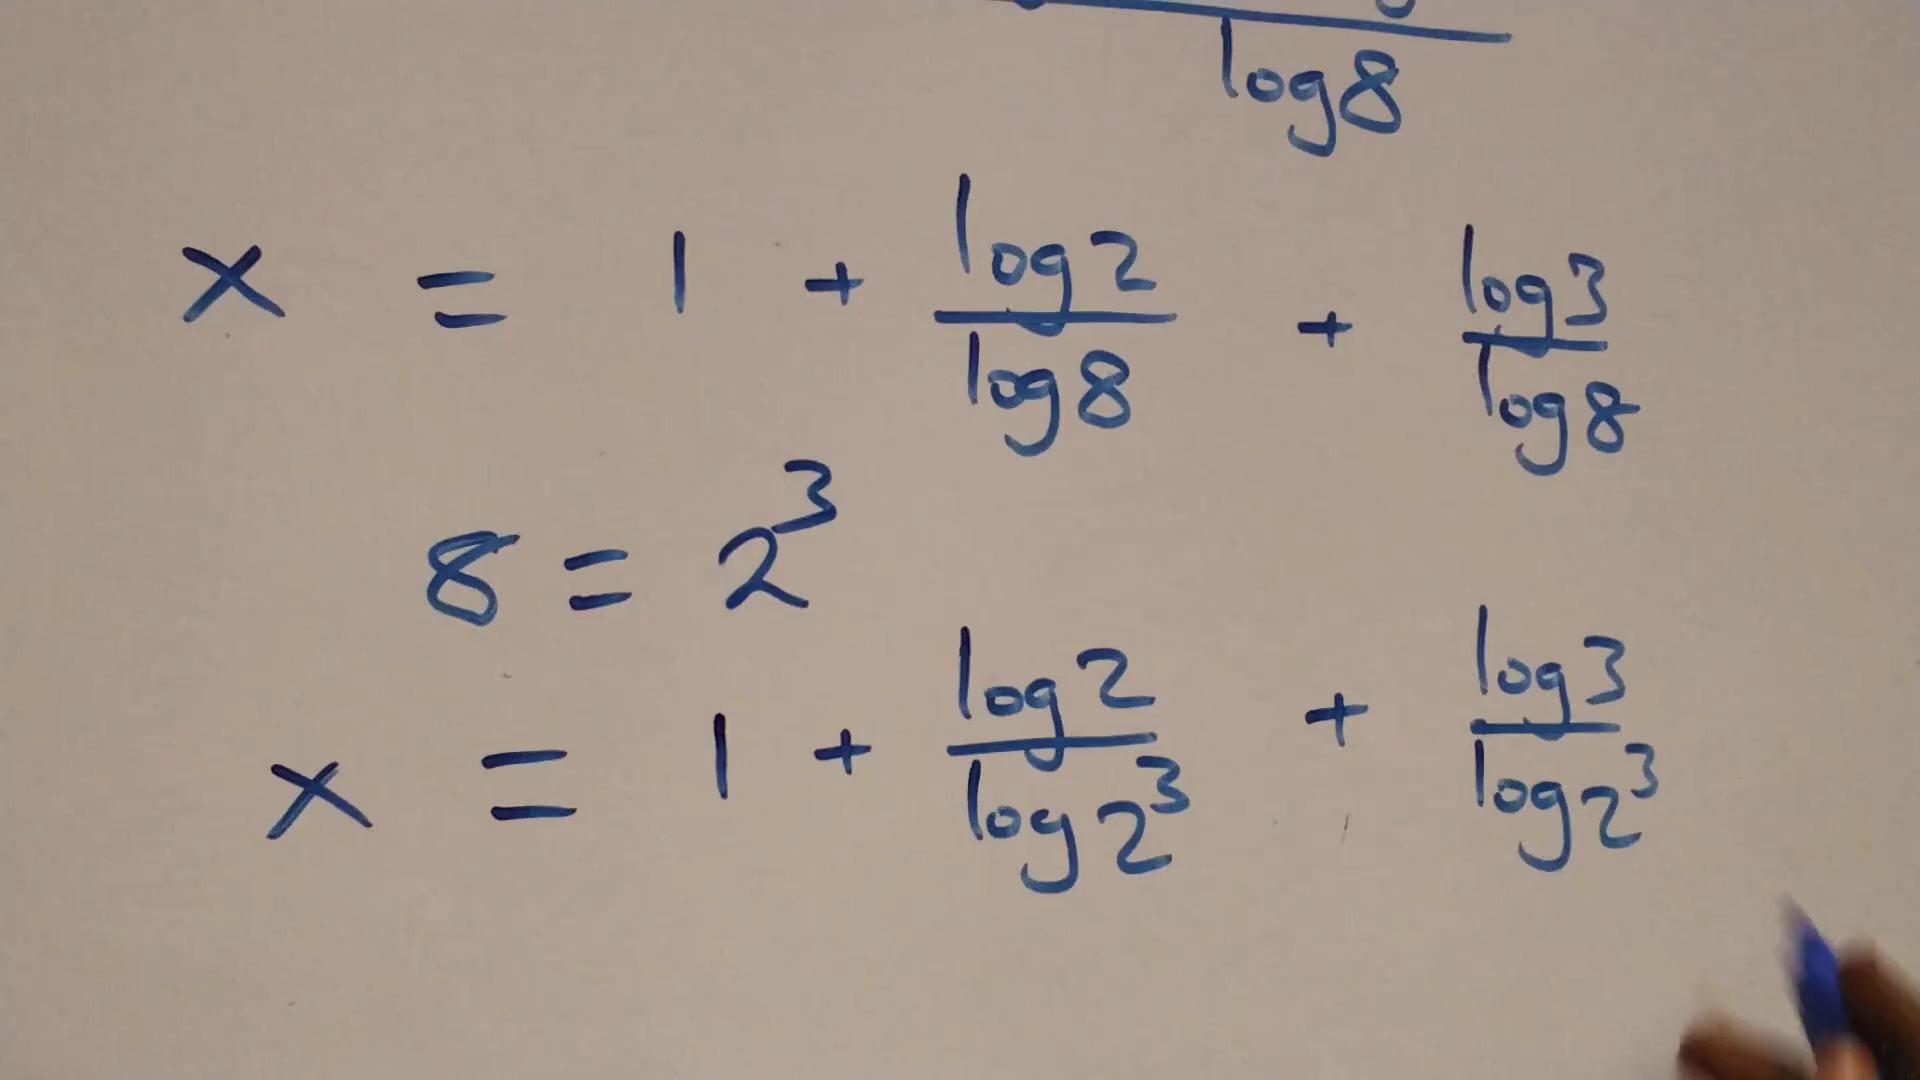 log8
x = 1 + log2/log8 + log3/log8
8 = 2³
x = 1 + log2/log2³ + log3/log2³